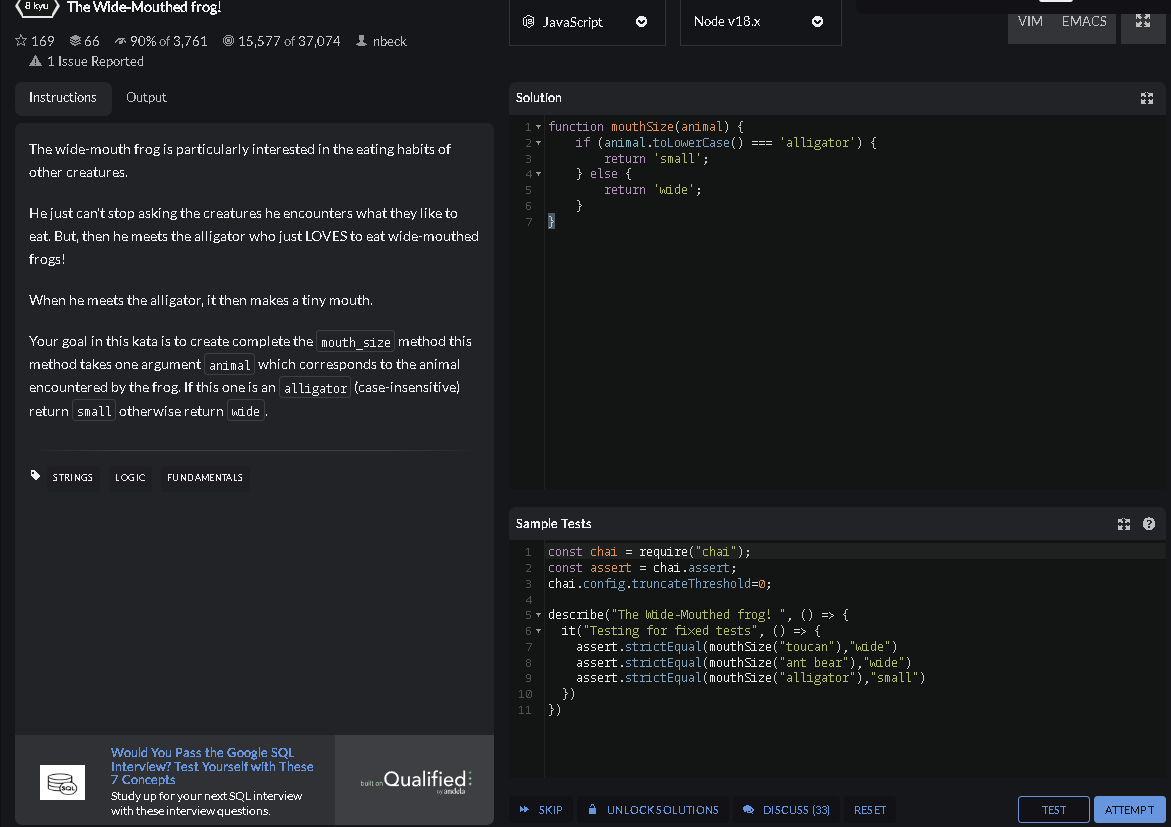 8 kyu The Wide-Mouthed frog!
169 66 90% of 3,761 15,577 of 37,074 nbeck
1 Issue Reported
JavaScript
Node v18.x
VIM EMACS
Instructions Output
The wide-mouth frog is particularly interested in the eating habits of
other creatures.
He just can't stop asking the creatures he encounters what they like to
eat. But, then he meets the alligator who just LOVES to eat wide-mouthed
frogs!
When he meets the alligator, it then makes a tiny mouth.
Your goal in this kata is to create complete the mouth_size method this
method takes one argument animal which corresponds to the animal
encountered by the frog. If this one is an alligator (case-insensitive)
return small otherwise return wide.
STRINGS LOGIC FUNDAMENTALS
Would You Pass the Google SQL
Interview? Test Yourself with These
7 Concepts
Study up for your next SQL interview
with these interview questions.
SQL
built on Qualified
by andela
Solution
1 function mouthSize(animal) {
2 if (animal.toLowerCase() === 'alligator') {
3 return 'small';
4 } else {
5 return 'wide';
6 }
7 }
Sample Tests
1 const chai = require("chai");
2 const assert = chai.assert;
3 chai.config.truncateThreshold=0;
4
5 describe("The Wide-Mouthed frog! ", () => {
6 it("Testing for fixed tests", () => {
7 assert.strictEqual(mouthSize("toucan"),"wide")
8 assert.strictEqual(mouthSize("ant bear"),"wide")
9 assert.strictEqual(mouthSize("alligator"),"small")
10 })
11 })
SKIP UNLOCK SOLUTIONS DISCUSS (33) RESET TEST ATTEMPT